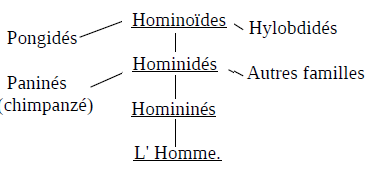 Hominoïdes
Pongidés
Hylobdidés
Hominidés
Paninés
(chimpanzé)
Autres familles
Homininés
L' Homme.